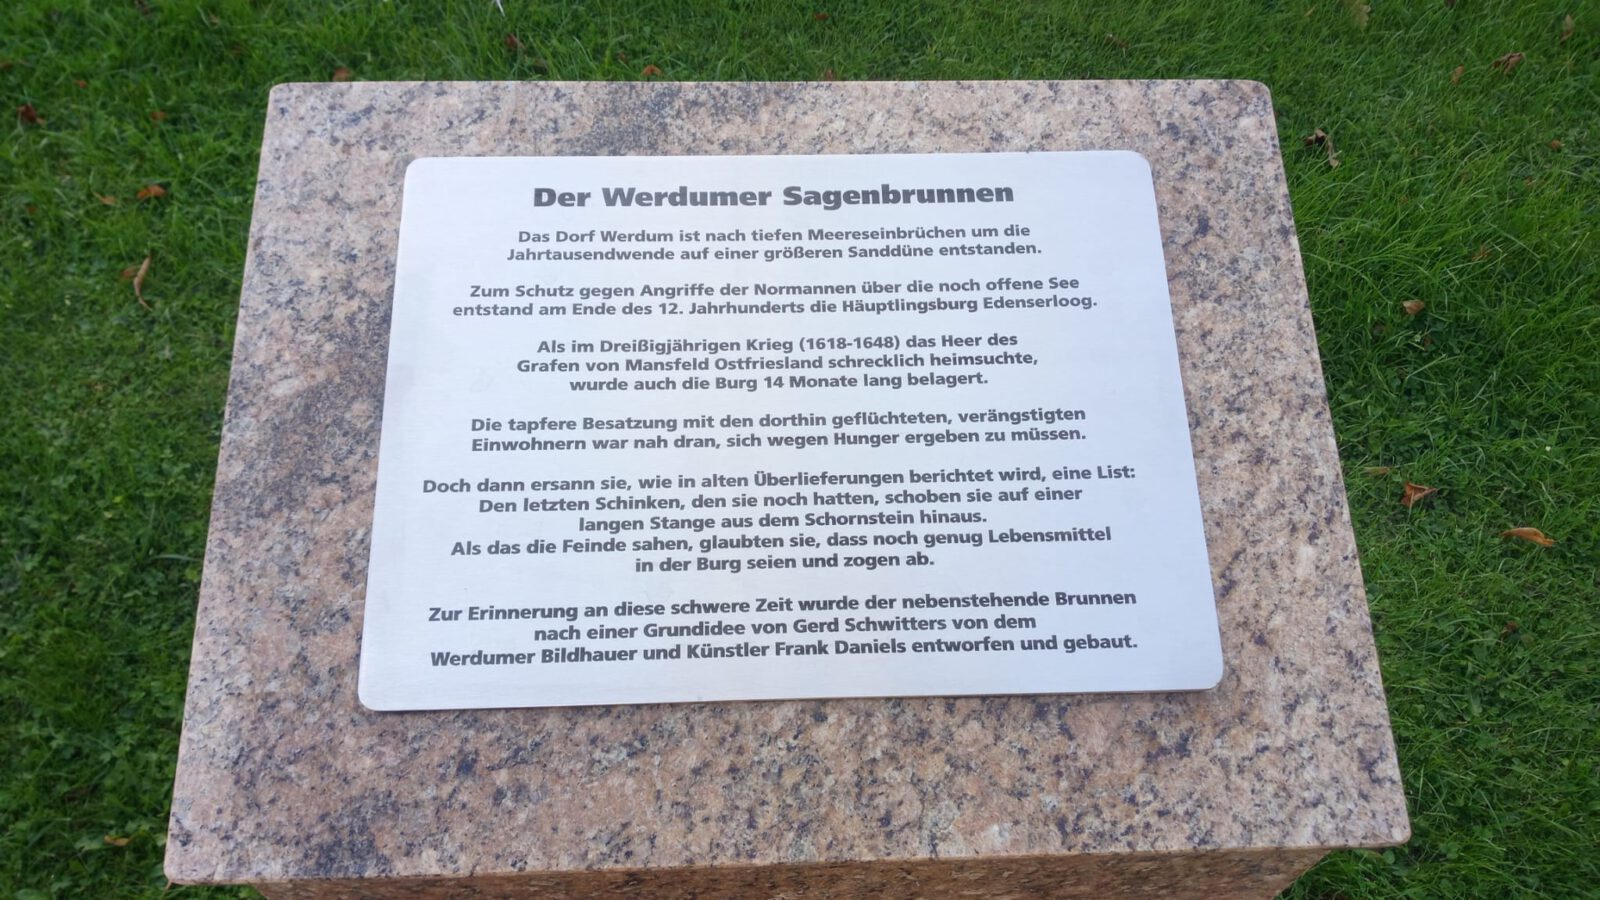 Der Werdumer Sagenbrunnen
Das Dorf Werdum ist nach tiefen Meereseinbrüchen um die
Jahrtausendwende auf einer größeren Sanddüne entstanden.
Zum Schutz gegen Angriffe der Normannen über die noch offene See
entstand am Ende des 12. Jahrhunderts die Häuptlingsburg Edenserloog.
Als im Dreißigjährigen Krieg (1618-1648) das Heer des
Grafen von Mansfeld Ostfriesland schrecklich heimsuchte,
wurde auch die Burg 14 Monate lang belagert.
Die tapfere Besatzung mit den dorthin geflüchteten, verängstigten
Einwohnern war nah dran, sich wegen Hunger ergeben zu müssen.
Doch dann ersann sie, wie in alten Überlieferungen berichtet wird, eine List:
Den letzten Schinken, den sie noch hatten, schoben sie auf einer
langen Stange aus dem Schornstein hinaus.
Als das die Feinde sahen, glaubten sie, dass noch genug Lebensmittel
in der Burg seien und zogen ab.
Zur Erinnerung an diese schwere Zeit wurde der nebenstehende Brunnen
nach einer Grundidee von Gerd Schwitters von dem
Werdumer Bildhauer und Künstler Frank Daniels entworfen und gebaut.